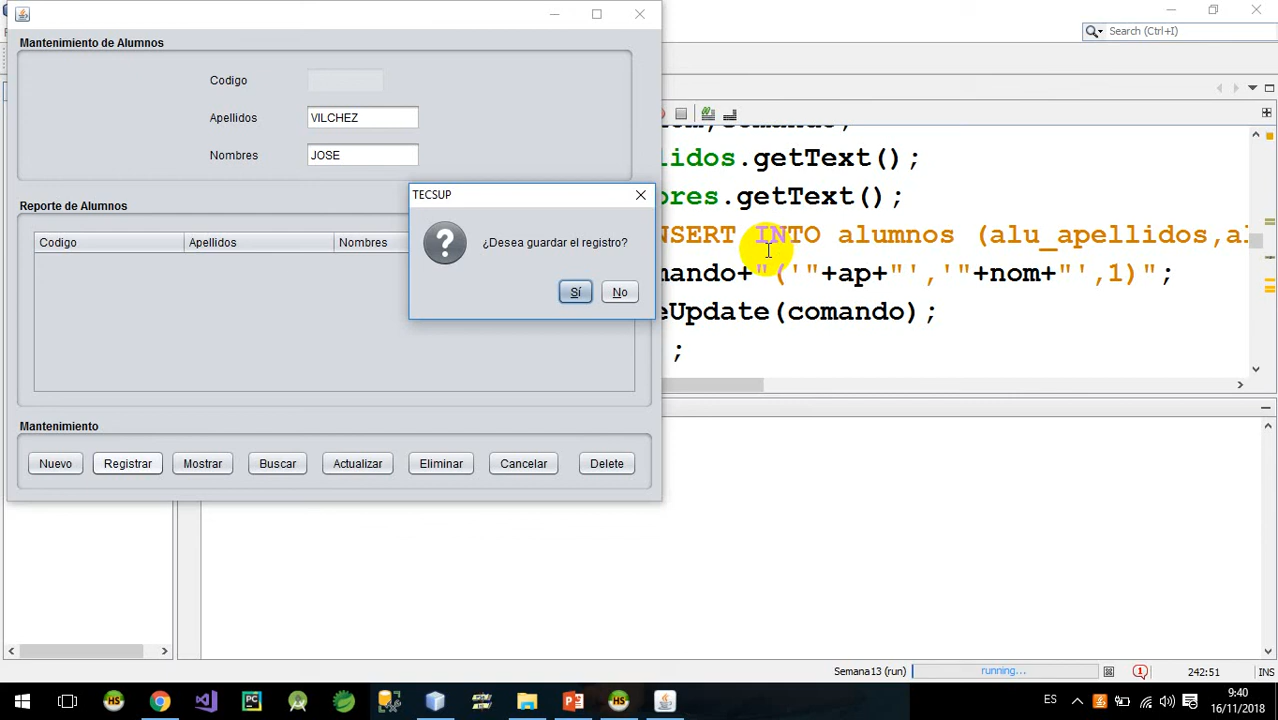 Search (Ctrl+I)
Mantenimiento de Alumnos
Codigo
Apellidos
VILCHEZ
Nombres
JOSE
TECSUP
¿Desea guardar el registro?
Sí
No
Reporte de Alumnos
Codigo
Apellidos
Nombres
Mantenimiento
Nuevo
Registrar
Mostrar
Buscar
Actualizar
Eliminar
Cancelar
Delete
lidos.getText();
ores.getText();
NSERT INTO alumnos (alu_apellidos,al
mando+"('"+ap+"','"+nom+"',1)";
eUpdate(comando);
;
Semana13 (run)
running...
242:51
INS
PC
ES
9:40
16/11/2018